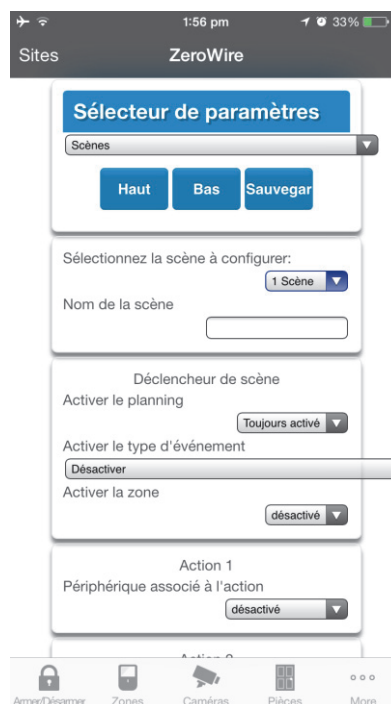 1:56 pm 33%
Sites ZeroWire
Sélecteur de paramètres
Scènes
Haut Bas Sauvegar
Sélectionnez la scène à configurer:
1 Scène
Nom de la scène
Déclencheur de scène
Activer le planning
Toujours activé
Activer le type d'événement
Désactiver
Activer la zone
désactivé
Action 1
Périphérique associé à l'action
désactivé
Armer/Désarmer Zones Caméras Pièces More